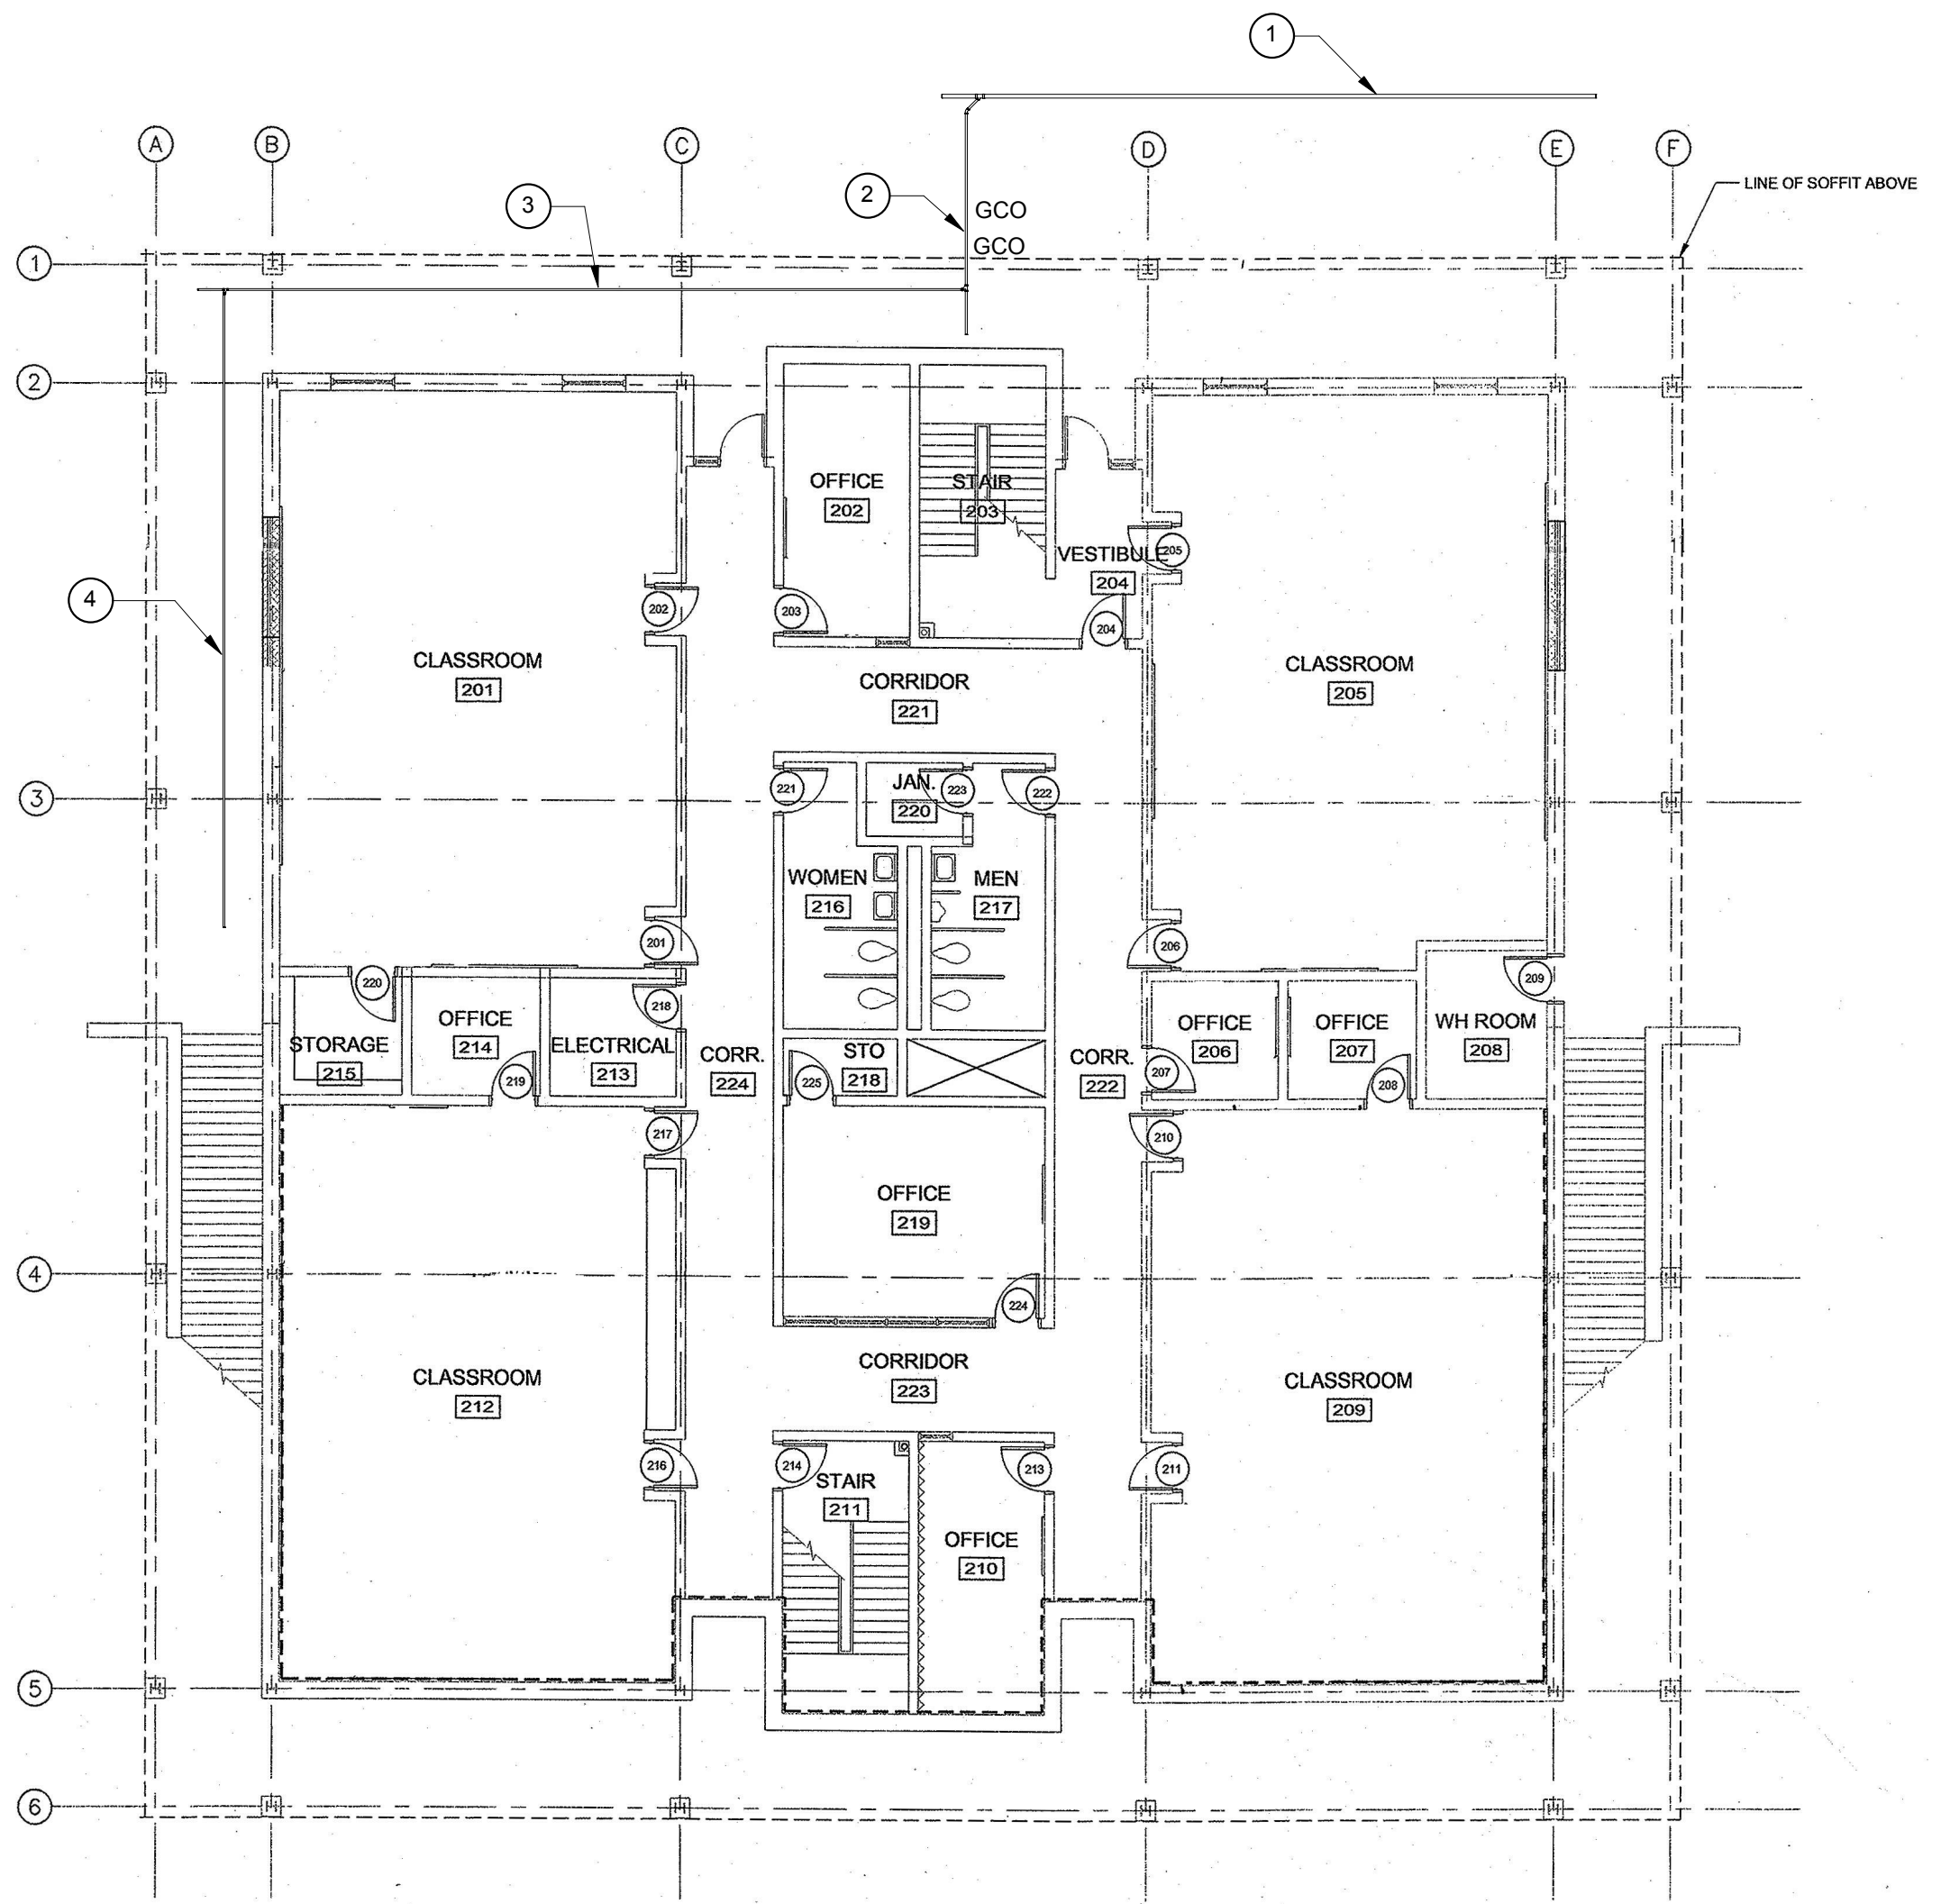 1
A
B
C
D
E
F
LINE OF SOFFIT ABOVE
3
2
GCO
GCO
1
2
OFFICE
202
STAIR
203
VESTIBULE
204
205
4
202
203
204
CLASSROOM
201
CLASSROOM
205
CORRIDOR
221
3
221
JAN.
220
223
222
WOMEN
216
MEN
217
201
206
220
218
209
STORAGE
215
OFFICE
214
ELECTRICAL
213
219
CORR.
224
STO
218
225
CORR.
222
OFFICE
206
207
OFFICE
207
208
WH ROOM
208
217
210
OFFICE
219
4
224
CLASSROOM
212
CORRIDOR
223
CLASSROOM
209
216
214
213
211
STAIR
211
OFFICE
210
5
6